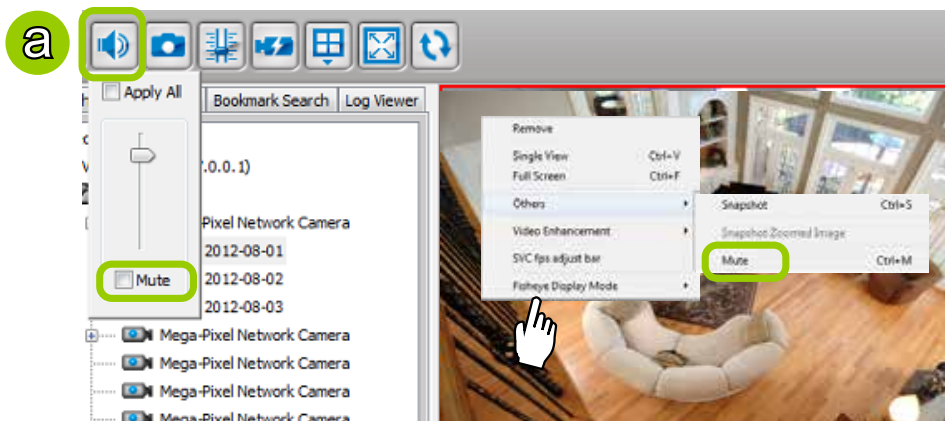 a
Apply All
Bookmark Search
Log Viewer
.0.0.1)
Pixel Network Camera
2012-08-01
Mute
2012-08-02
2012-08-03
Mega-Pixel Network Camera
Mega-Pixel Network Camera
Mega-Pixel Network Camera
Mega-Pixel Network Camera
Remove
Single View Ctrl+V
Full Screen Ctrl+F
Others
Video Enhancement
SVC fps adjust bar
Fisheye Display Mode
Snapshot Ctrl+S
Snapshot Zoomed Image
Mute Ctrl+M